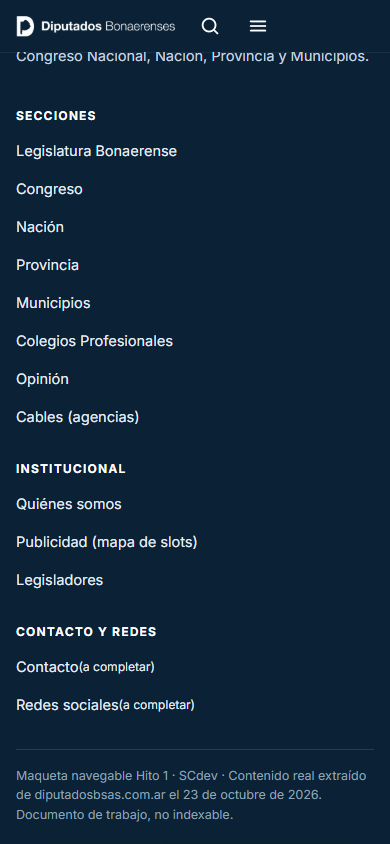 Diputados Bonaerenses
Congreso Nacional, Nación, Provincia y Municipios.
SECCIONES
Legislatura Bonaerense
Congreso
Nación
Provincia
Municipios
Colegios Profesionales
Opinión
Cables (agencias)
INSTITUCIONAL
Quiénes somos
Publicidad (mapa de slots)
Legisladores
CONTACTO Y REDES
Contacto(a completar)
Redes sociales(a completar)
Maqueta navegable Hito 1 · SCdev · Contenido real extraído
de diputadosbsas.com.ar el 23 de octubre de 2026.
Documento de trabajo, no indexable.